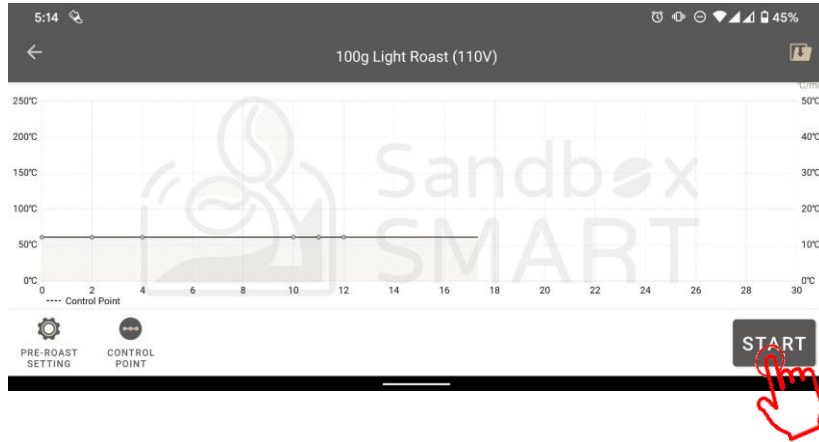 5:14 45%
100g Light Roast (110V)
°C/mi
250°C 50°C
200°C 40°C
150°C 30°C
100°C 20°C
50°C 10°C
0°C 0°C
0 2 4 6 8 10 12 14 16 18 20 22 24 26 28 30
Control Point
Sandbox
SMART
PRE-ROAST
SETTING
CONTROL
POINT
START